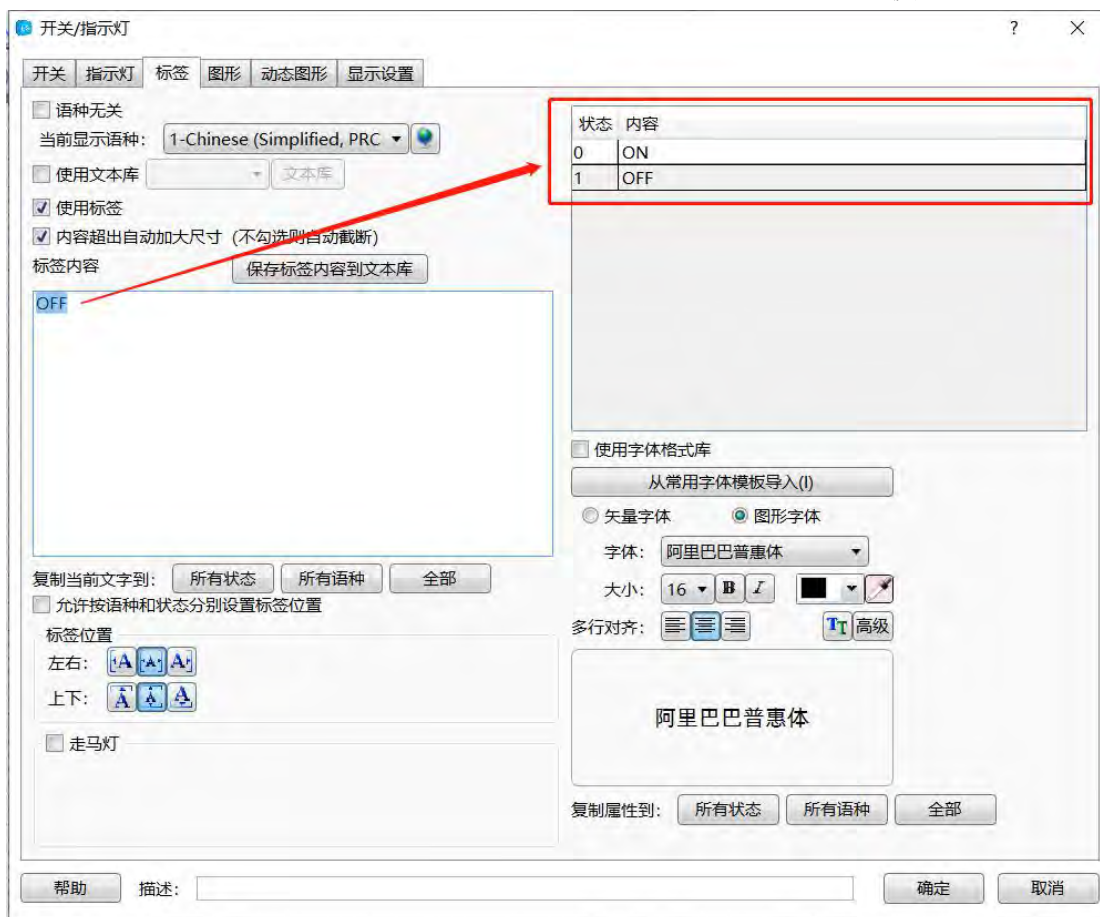 开关/指示灯
开关 指示灯 标签 图形 动态图形 显示设置
语种无关
当前显示语种： 1-Chinese (Simplified, PRC
使用文本库 文本库
使用标签
内容超出自动加大尺寸 (不勾选则自动截断)
标签内容 保存标签内容到文本库
OFF
状态 内容
0 ON
1 OFF
复制当前文字到： 所有状态 所有语种 全部
允许按语种和状态分别设置标签位置
标签位置
左右：
上下：
走马灯
使用字体格式库
从常用字体模板导入(I)
矢量字体 图形字体
字体： 阿里巴巴普惠体
大小： 16 B I
多行对齐： TT 高级
阿里巴巴普惠体
复制属性到： 所有状态 所有语种 全部
帮助 描述： 确定 取消